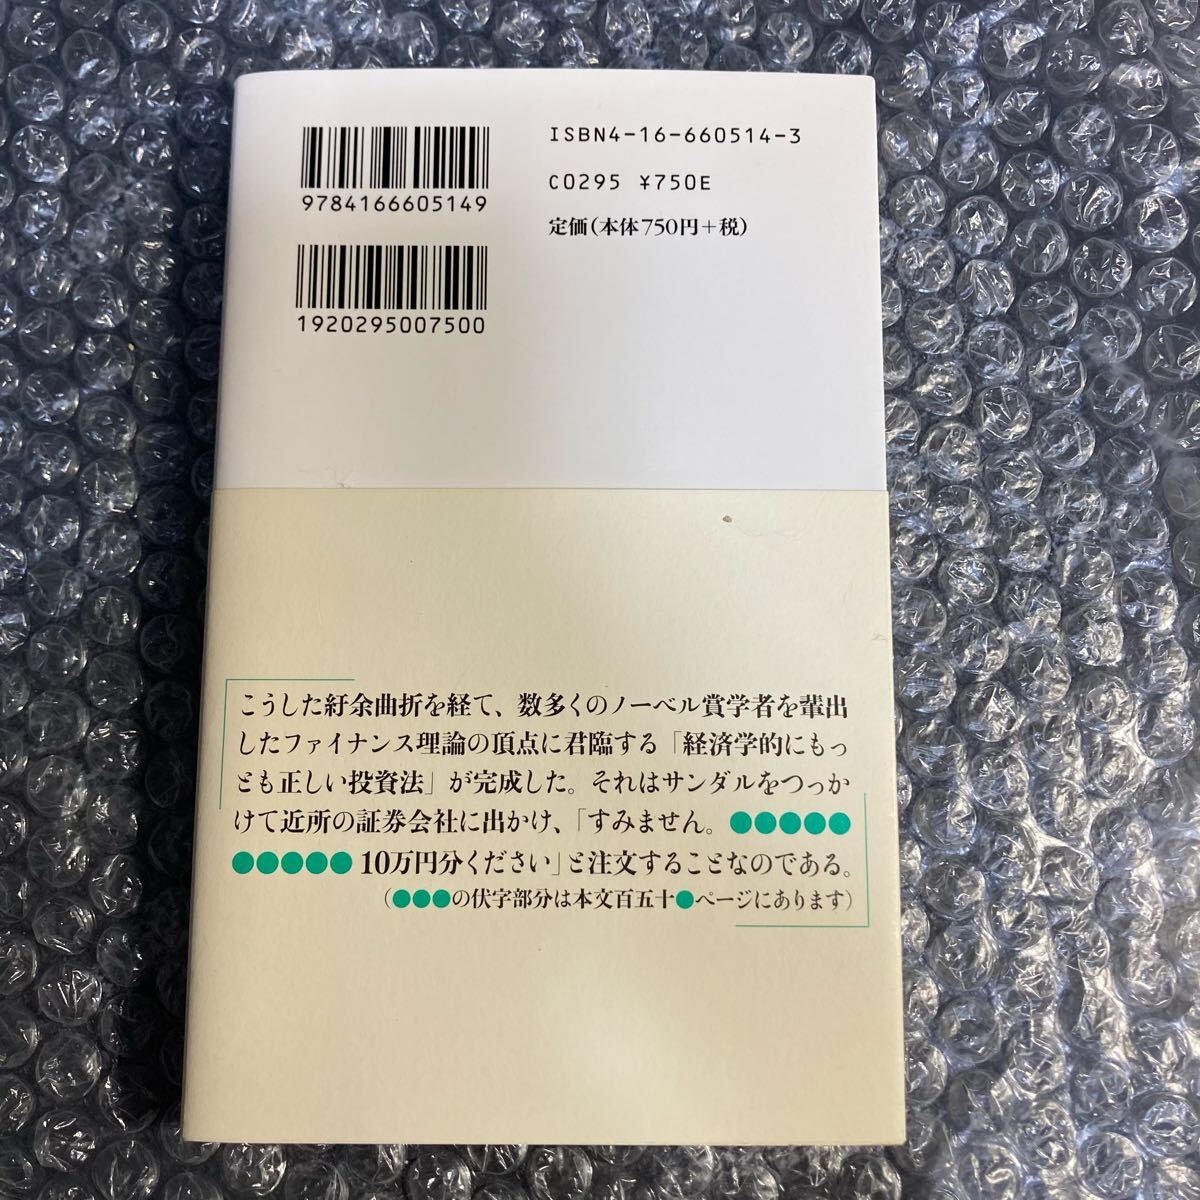 ISBN4-16-660514-3
C0295 ¥750E
定価(本体750円+税)
9784166605149
1920295007500
こうした紆余曲折を経て、数多くのノーベル賞学者を輩出
したファイナンス理論の頂点に君臨する「経済学的にもっ
とも正しい投資法」が完成した。それはサンダルをつっか
けて近所の証券会社に出かけ、「すみません。●●●●●
●●●●●10万円分ください」と注文することなのである。
(●●●の伏字部分は本文百五十●ページにあります)